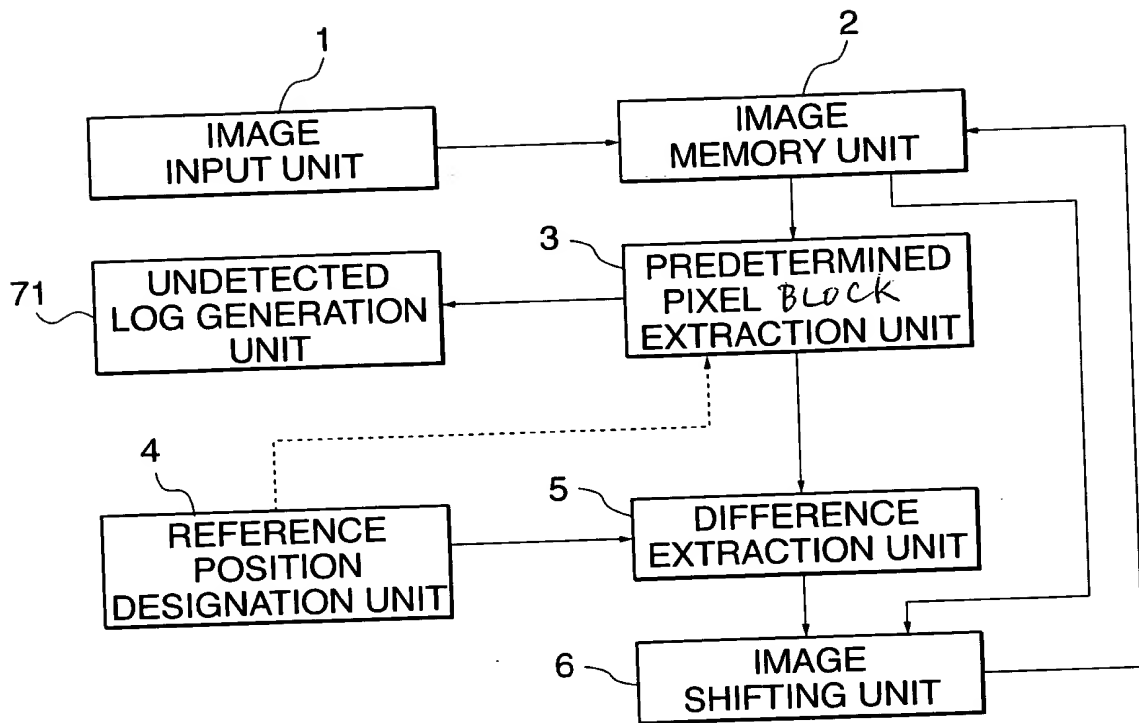 1
IMAGE
INPUT UNIT
2
IMAGE
MEMORY UNIT
3
PREDETERMINED
PIXEL BLOCK
EXTRACTION UNIT
71
UNDETECTED
LOG GENERATION
UNIT
4
REFERENCE
POSITION
DESIGNATION UNIT
5
DIFFERENCE
EXTRACTION UNIT
6
IMAGE
SHIFTING UNIT